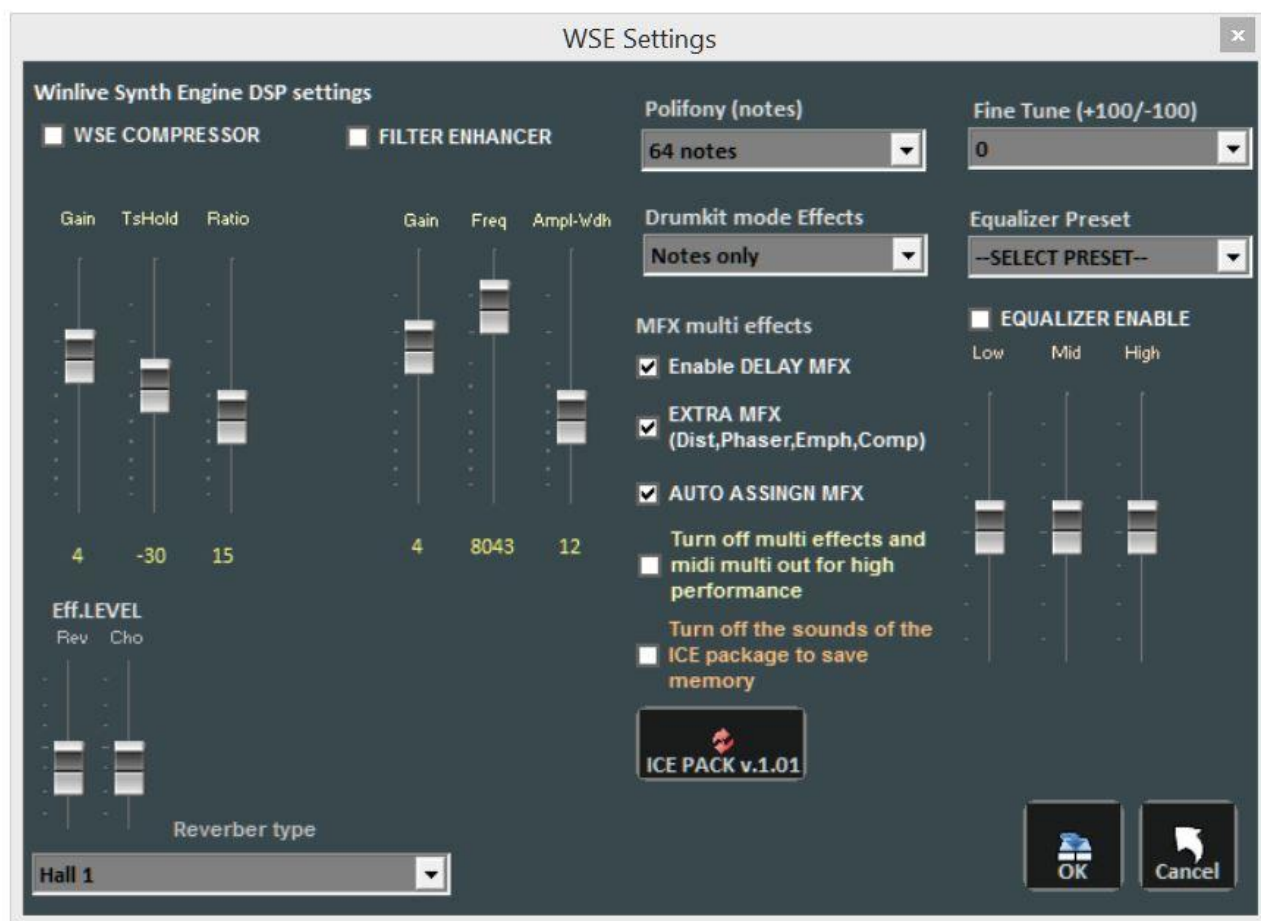 WSE Settings
Winlive Synth Engine DSP settings
WSE COMPRESSOR
FILTER ENHANCER
Gain TsHold Ratio
Gain Freq Ampl-Wdh
4 -30 15
4 8043 12
Eff.LEVEL
Rev Cho
Reverber type
Hall 1
Polifony (notes)
64 notes
Drumkit mode Effects
Notes only
MFX multi effects
Enable DELAY MFX
EXTRA MFX
(Dist,Phaser,Emph,Comp)
AUTO ASSINGN MFX
Turn off multi effects and
midi multi out for high
performance
Turn off the sounds of the
ICE package to save
memory
ICE PACK v.1.01
Fine Tune (+100/-100)
0
Equalizer Preset
--SELECT PRESET--
EQUALIZER ENABLE
Low Mid High
OK
Cancel